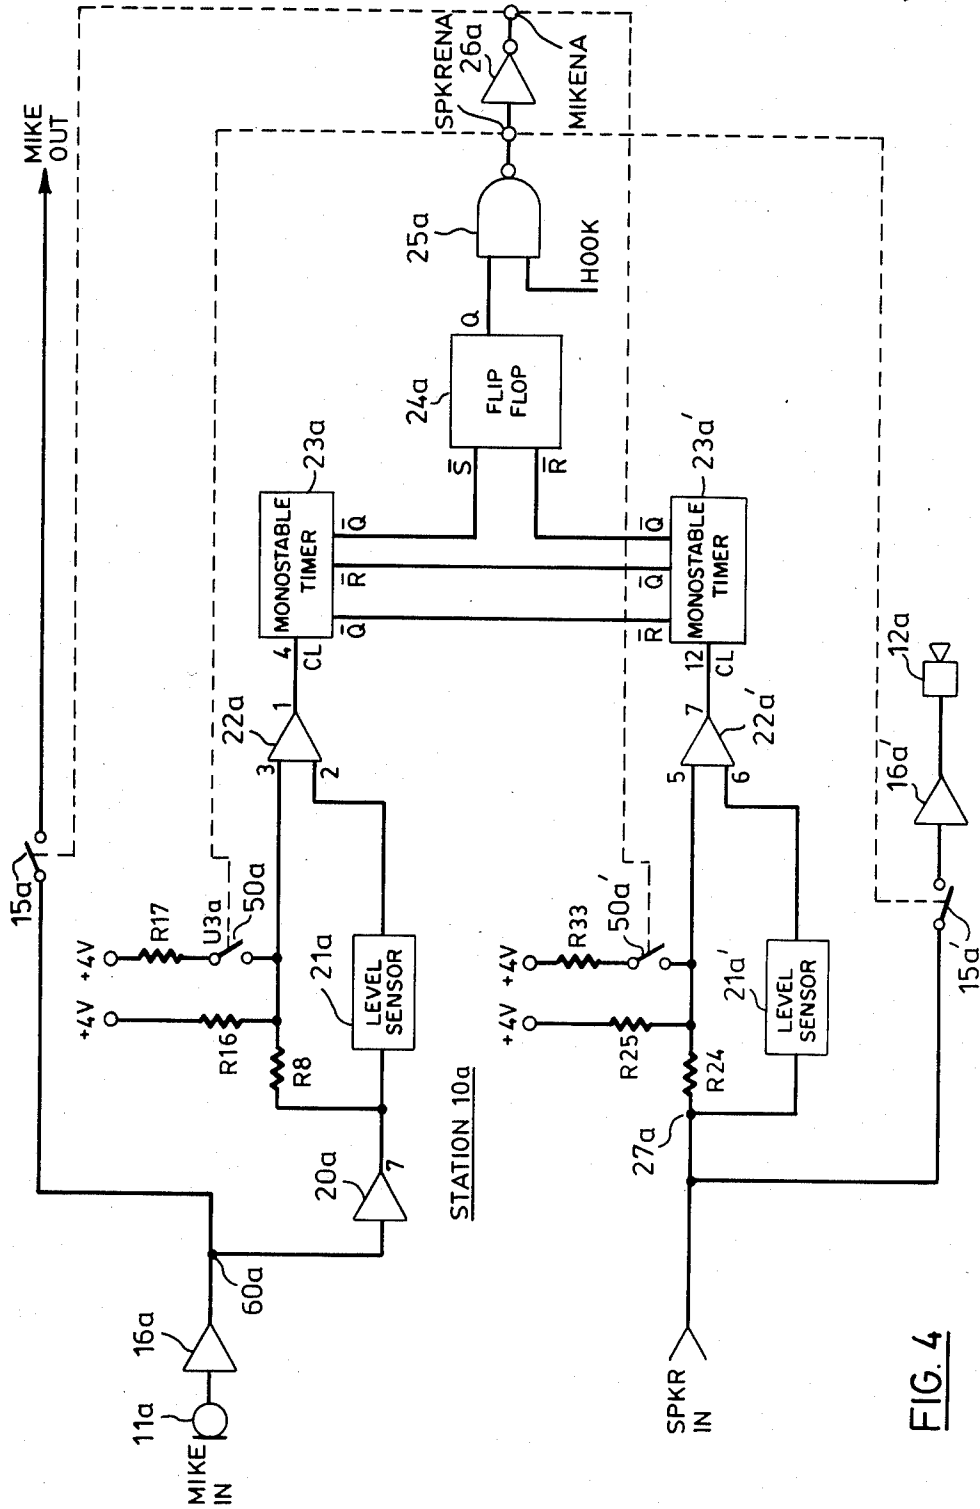 MIKE
OUT
15a
+4V
R17
U3a
50a
+4V
R16
R8
21a
LEVEL
SENSOR
MIKE
IN
11a
16a
60a
20a
7
3
2
22a
1
4
CL
MONOSTABLE
TIMER
23a
Q̅
R̅
Q̅
S̅
R̅
24a
FLIP
FLOP
Q
25a
HOOK
SPKRENA
26a
MIKENA
STATION 10a
SPKR
IN
27a
+4V
R33
50a'
+4V
R25
R24
21a'
LEVEL
SENSOR
5
6
22a'
7
12
CL
MONOSTABLE
TIMER
23a'
R̅
Q̅
Q̅
15a'
16a'
12a
FIG. 4